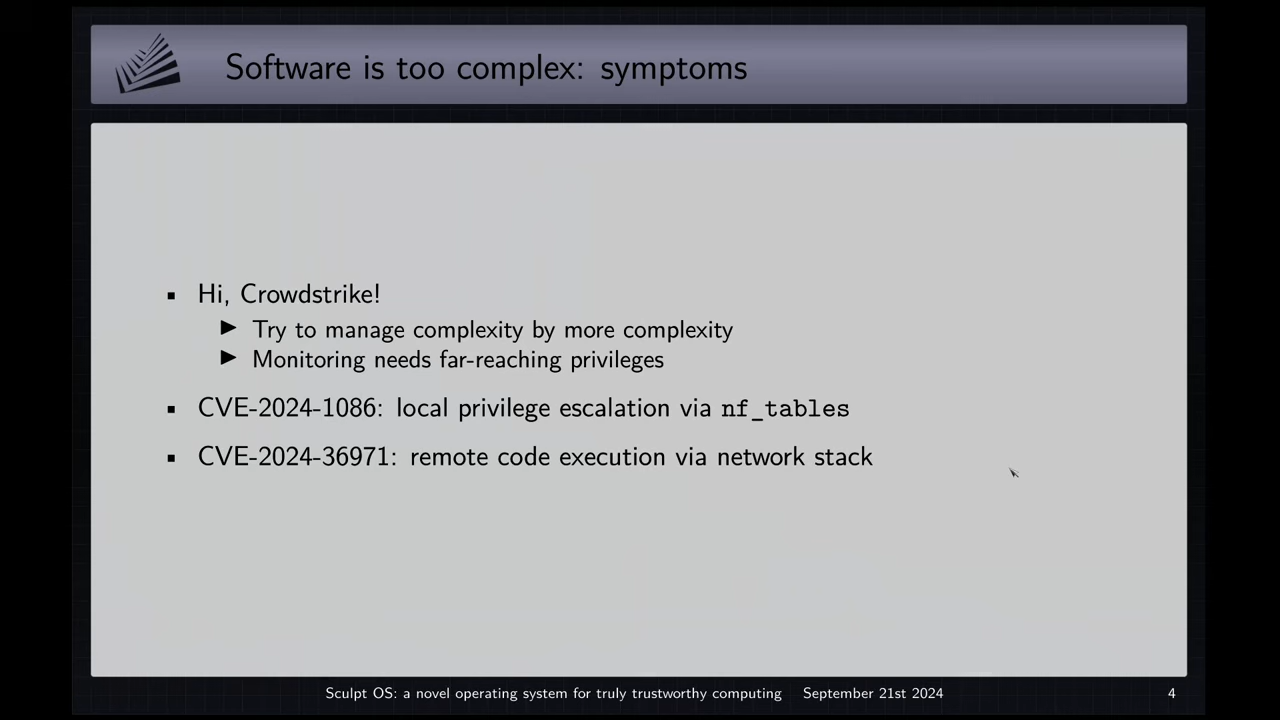 Software is too complex: symptoms
▪ Hi, Crowdstrike!
▶ Try to manage complexity by more complexity
▶ Monitoring needs far-reaching privileges
▪ CVE-2024-1086: local privilege escalation via nf_tables
▪ CVE-2024-36971: remote code execution via network stack
Sculpt OS: a novel operating system for truly trustworthy computing September 21st 2024 4